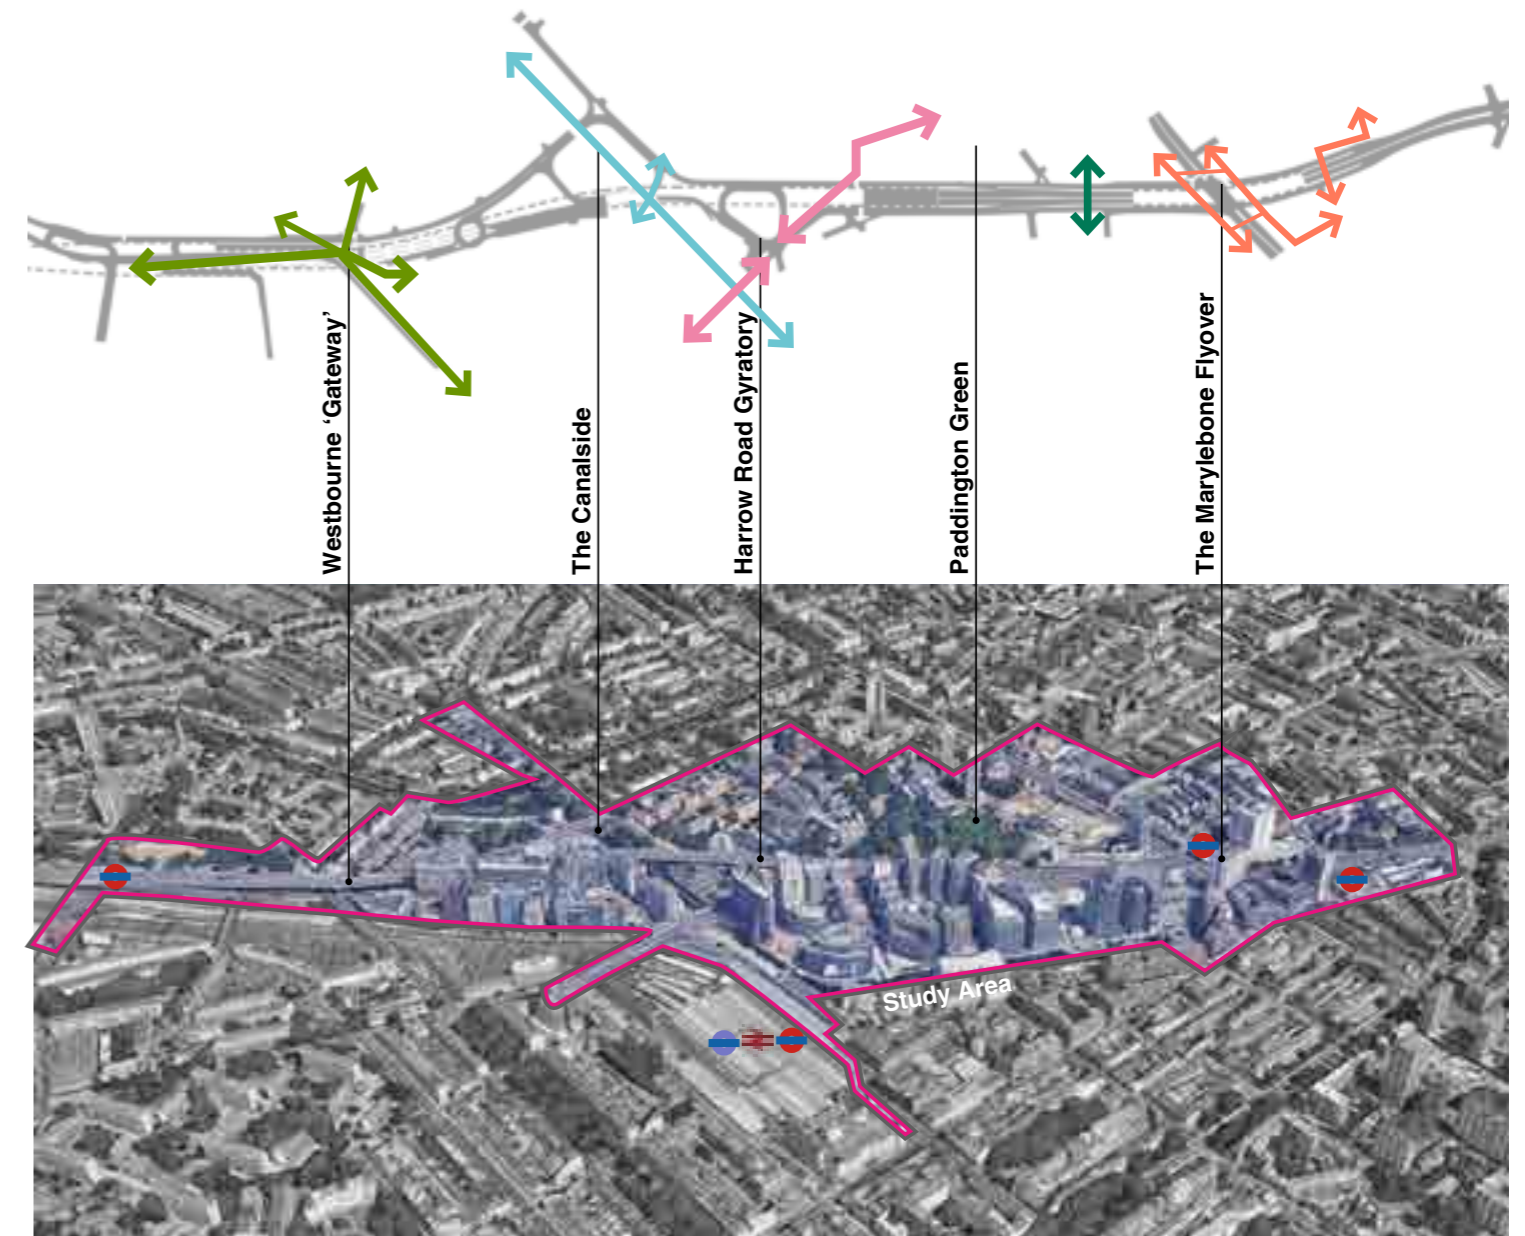 Westbourne ‘Gateway’
The Canalside
Harrow Road Gyratory
Paddington Green
The Marylebone Flyover
Study Area